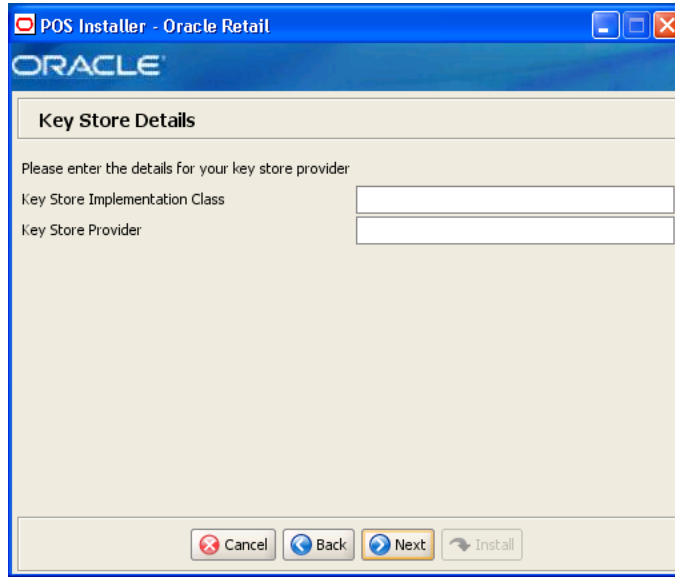 POS Installer - Oracle Retail
ORACLE
Key Store Details
Please enter the details for your key store provider
Key Store Implementation Class
Key Store Provider
Cancel Back Next Install